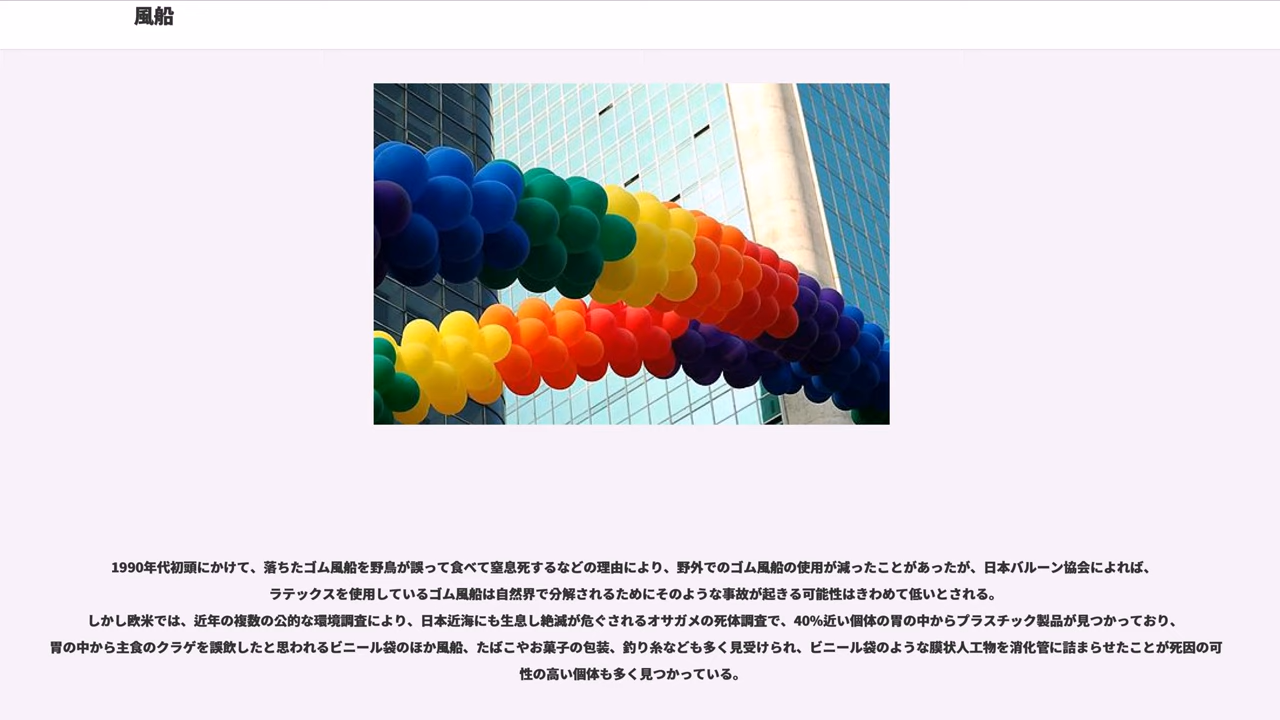 風船
1990年代初頭にかけて、落ちたゴム風船を野鳥が誤って食べて窒息死するなどの理由により、野外でのゴム風船の使用が減ったことがあったが、日本バルーン協会によれば、
ラテックスを使用しているゴム風船は自然界で分解されるためにそのような事故が起きる可能性はきわめて低いとされる。
しかし欧米では、近年の複数の公的な環境調査により、日本近海にも生息し絶滅が危ぐされるオサガメの死体調査で、40%近い個体の胃の中からプラスチック製品が見つかっており、
胃の中から主食のクラゲを誤飲したと思われるビニール袋のほか風船、たばこやお菓子の包装、釣り糸なども多く見受けられ、ビニール袋のような膜状人工物を消化管に詰まらせたことが死因の可
性の高い個体も多く見つかっている。